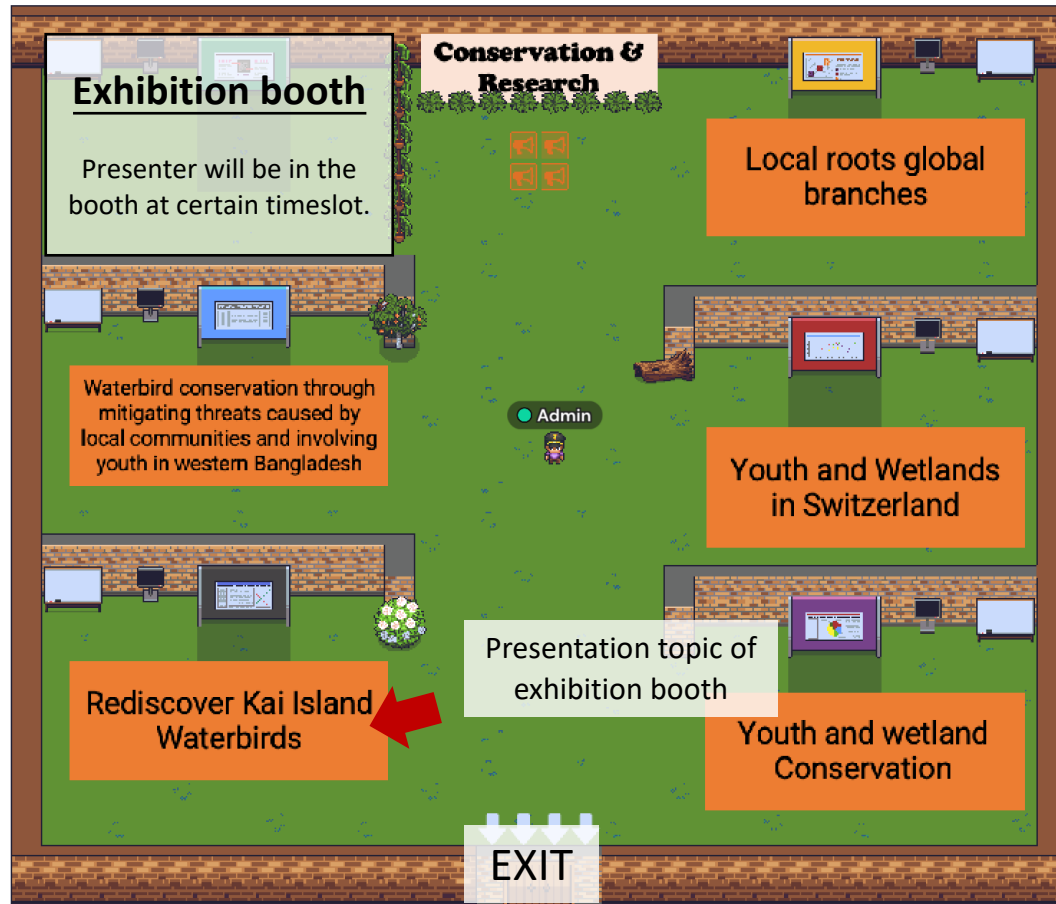 Exhibition booth
Presenter will be in the
booth at certain timeslot.
Conservation &
Research
Local roots global
branches
Waterbird conservation through
mitigating threats caused by
local communities and involving
youth in western Bangladesh
Admin
Youth and Wetlands
in Switzerland
Rediscover Kai Island
Waterbirds
Presentation topic of
exhibition booth
Youth and wetland
Conservation
EXIT